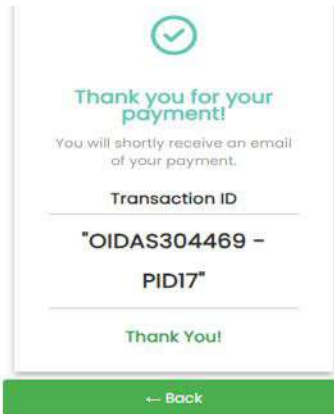 Thank you for your
payment!
You will shortly receive an email
of your payment.
Transaction ID
"OIDAS304469 –
PID17"
Thank You!
← Back